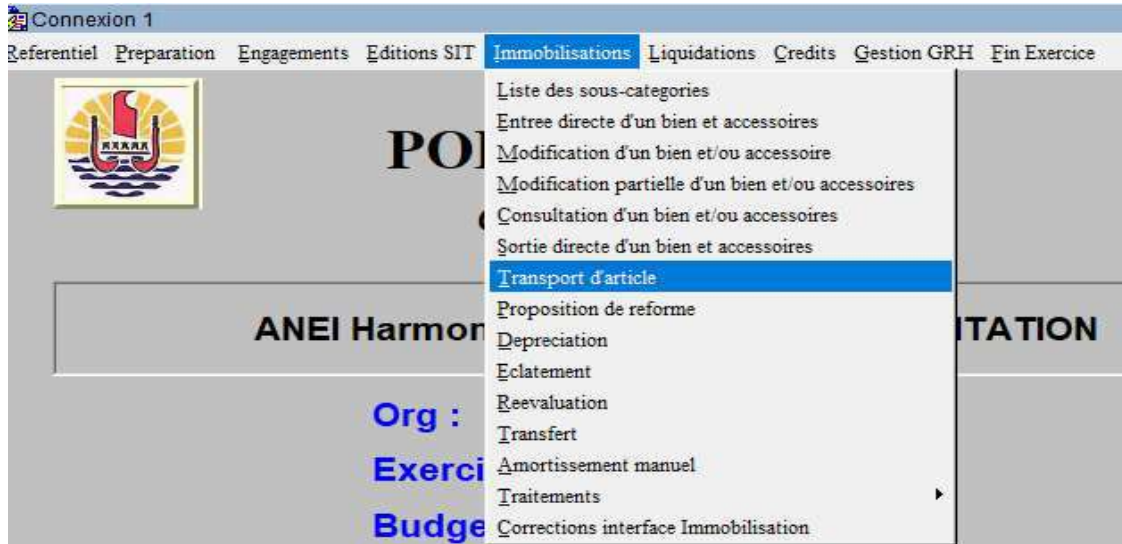 Connexion 1
Referentiel Preparation Engagements Editions SIT Immobilisations Liquidations Credits Gestion GRH Fin Exercice
Liste des sous-categories
Entree directe d'un bien et accessoires
Modification d'un bien et/ou accessoire
Modification partielle d'un bien et/ou accessoires
Consultation d'un bien et/ou accessoires
Sortie directe d'un bien et accessoires
Transport d'article
Proposition de reforme
Depreciation
Eclatement
Reevaluation
Transfert
Amortissement manuel
Traitements
Corrections interface Immobilisation
PO
ANEI Harmon
TATION
Org :
Exerci
Budge